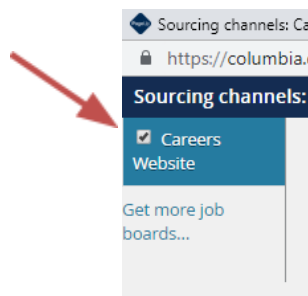 Sourcing channels: Ca
https://columbia.
Sourcing channels:
Careers
Website
Get more job
boards...